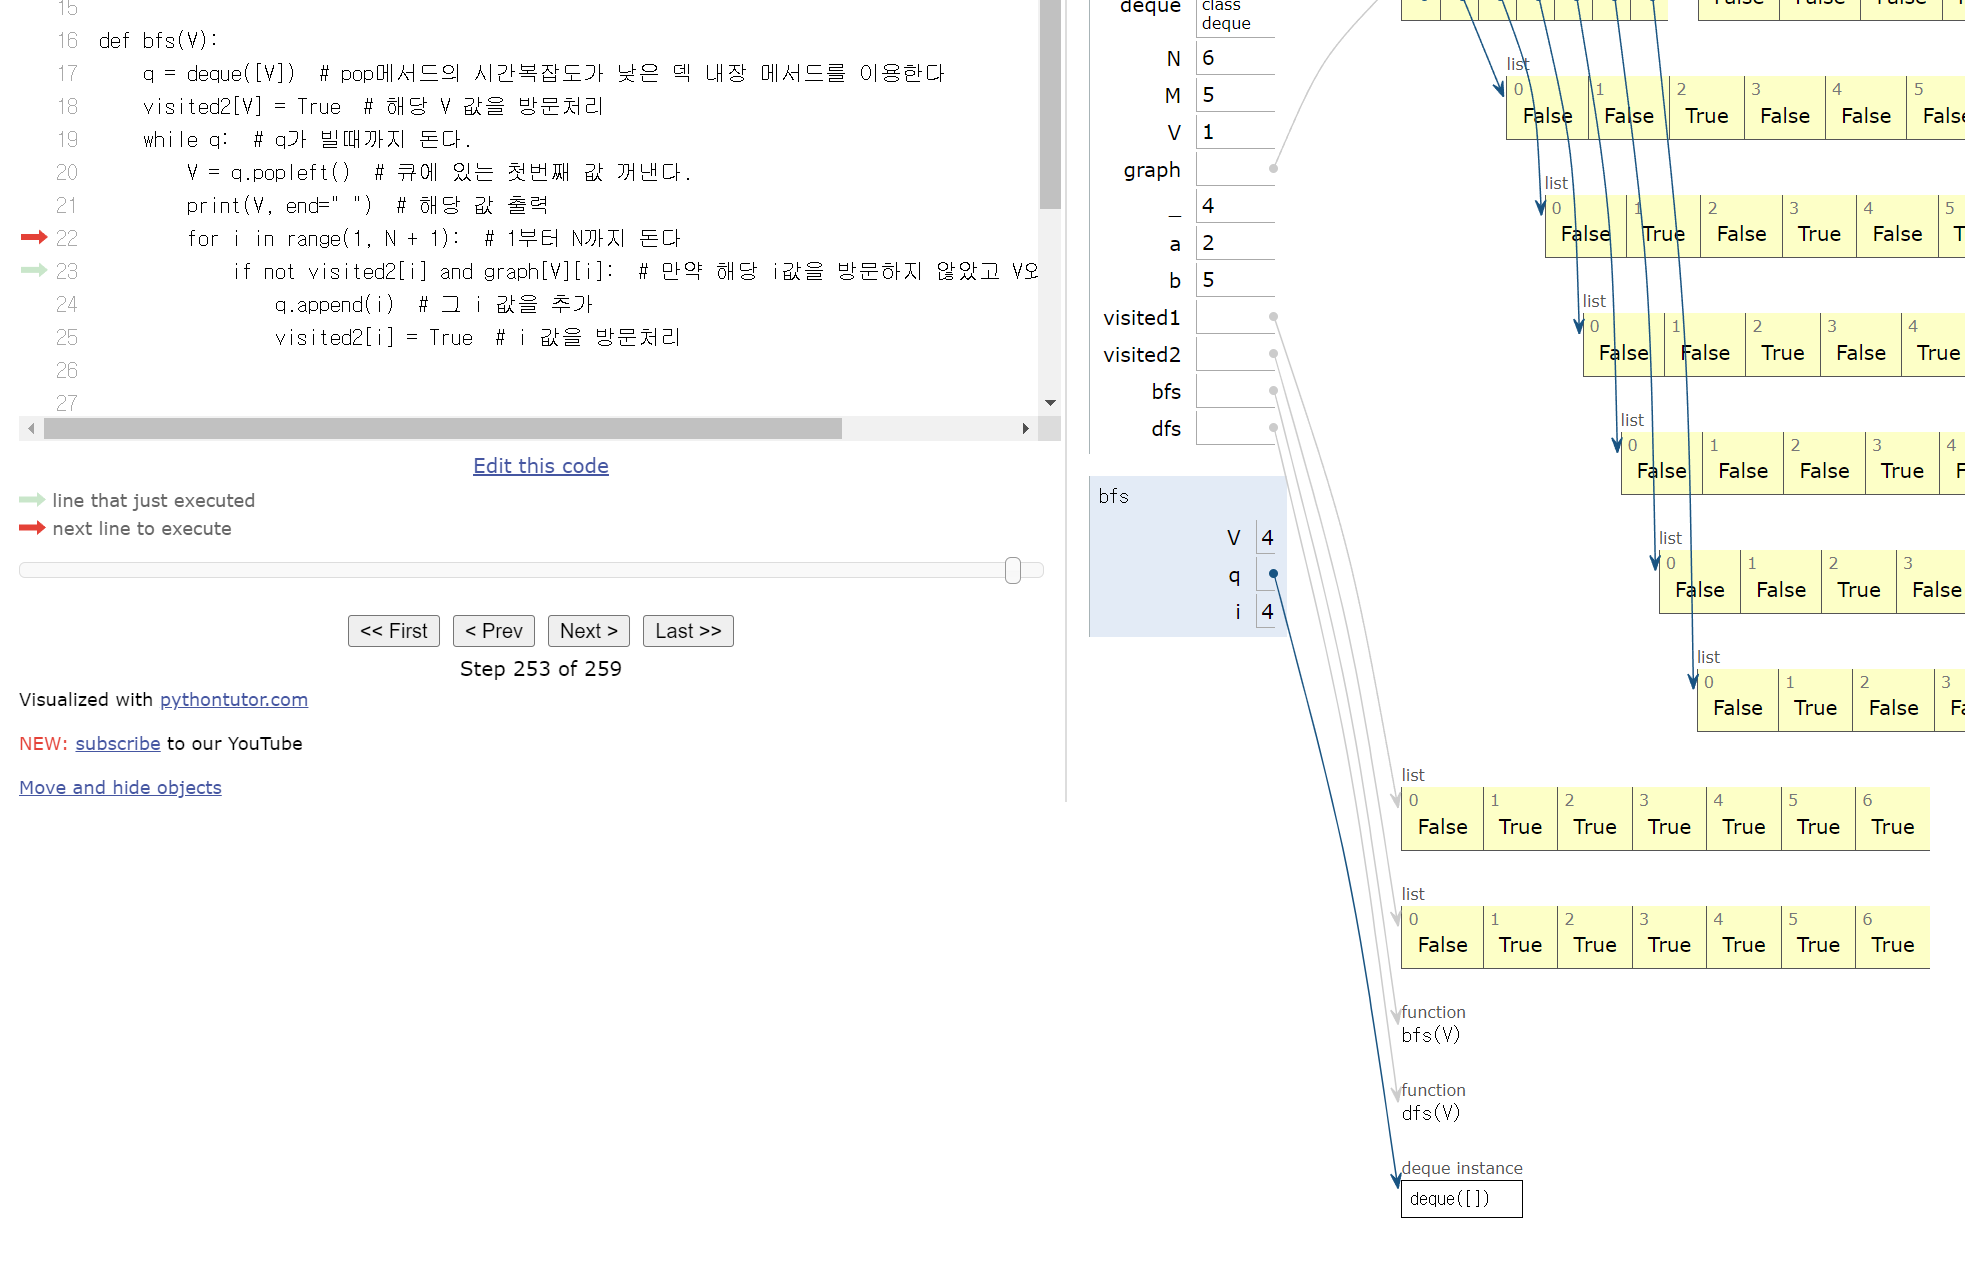 15
16 def bfs(V):
17 q = deque([V])  # pop메서드의 시간복잡도가 낮은 덱 내장 메서드를 이용한다
18 visited2[V] = True  # 해당 V 값을 방문처리
19 while q:  # q가 빌때까지 돈다.
20 V = q.popleft()  # 큐에 있는 첫번째 값 꺼낸다.
21 print(V, end=" ")  # 해당 값 출력
22 for i in range(1, N + 1):  # 1부터 N까지 돈다
23 if not visited2[i] and graph[V][i]:  # 만약 해당 i값을 방문하지 않았고 V와
24 q.append(i)  # 그 i 값을 추가
25 visited2[i] = True  # i 값을 방문처리
26
27
Edit this code
line that just executed
next line to execute
<< First < Prev Next > Last >>
Step 253 of 259
Visualized with pythontutor.com
NEW: subscribe to our YouTube
Move and hide objects
deque class
deque
N 6
M 5
V 1
graph
_ 4
a 2
b 5
visited1
visited2
bfs
dfs
bfs
V 4
q
i 4
False False False
list
0 1 2 3 4 5
False False True False False False
list
0 1 2 3 4 5
False True False True False
list
0 1 2 3 4
False False True False True
list
0 1 2 3 4
False False False True
list
0 1 2 3
False False True False
list
0 1 2 3
False True False
list
0 1 2 3 4 5 6
False True True True True True True
list
0 1 2 3 4 5 6
False True True True True True True
function
bfs(V)
function
dfs(V)
deque instance
deque([])